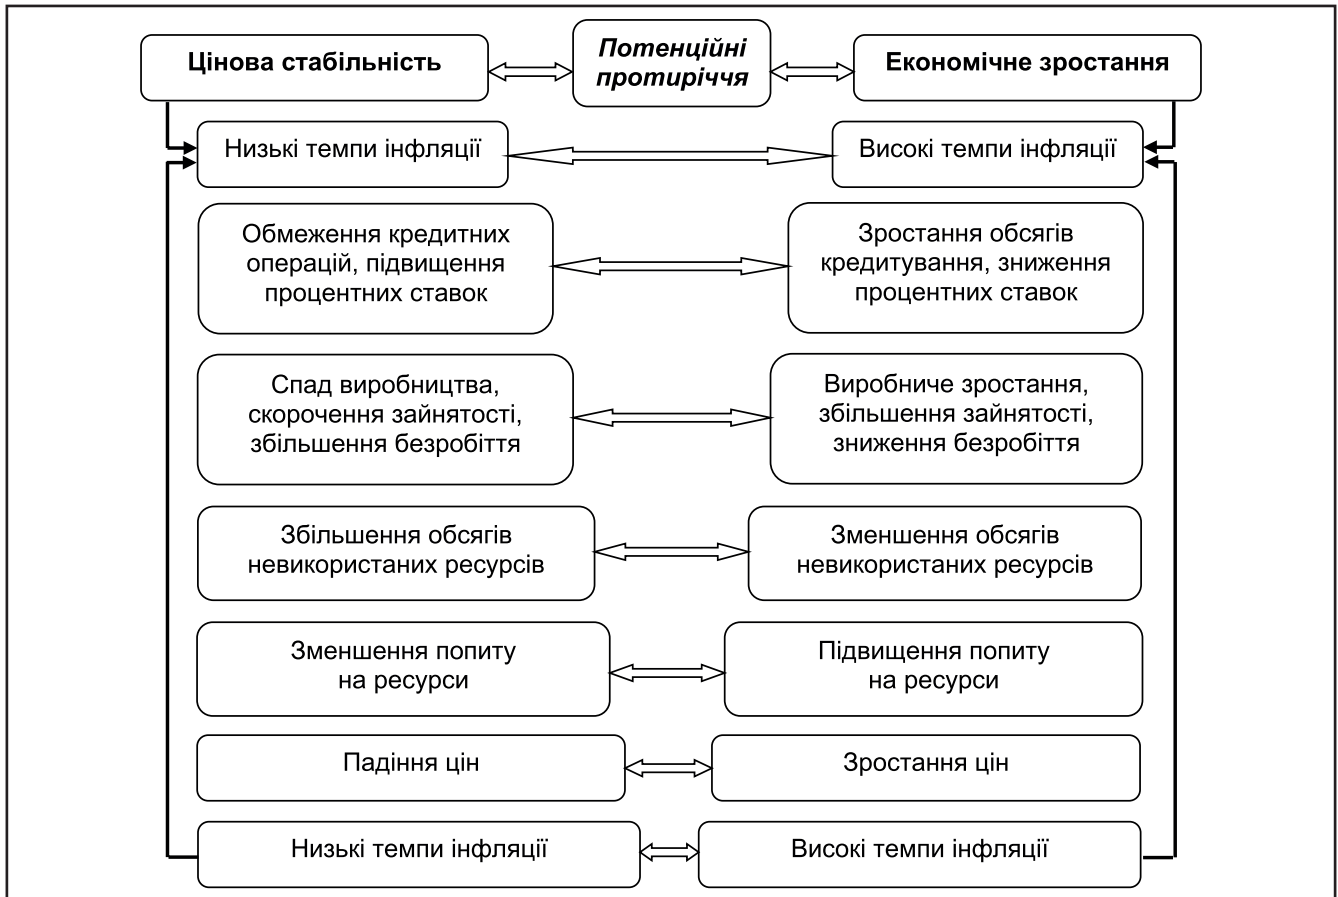 Цінова стабільність
Потенційні
протиріччя
Економічне зростання
Низькі темпи інфляції
Високі темпи інфляції
Обмеження кредитних
операцій, підвищення
процентних ставок
Зростання обсягів
кредитування, зниження
процентних ставок
Спад виробництва,
скорочення зайнятості,
збільшення безробіття
Виробниче зростання,
збільшення зайнятості,
зниження безробіття
Збільшення обсягів
невикористаних ресурсів
Зменшення обсягів
невикористаних ресурсів
Зменшення попиту
на ресурси
Підвищення попиту
на ресурси
Падіння цін
Зростання цін
Низькі темпи інфляції
Високі темпи інфляції